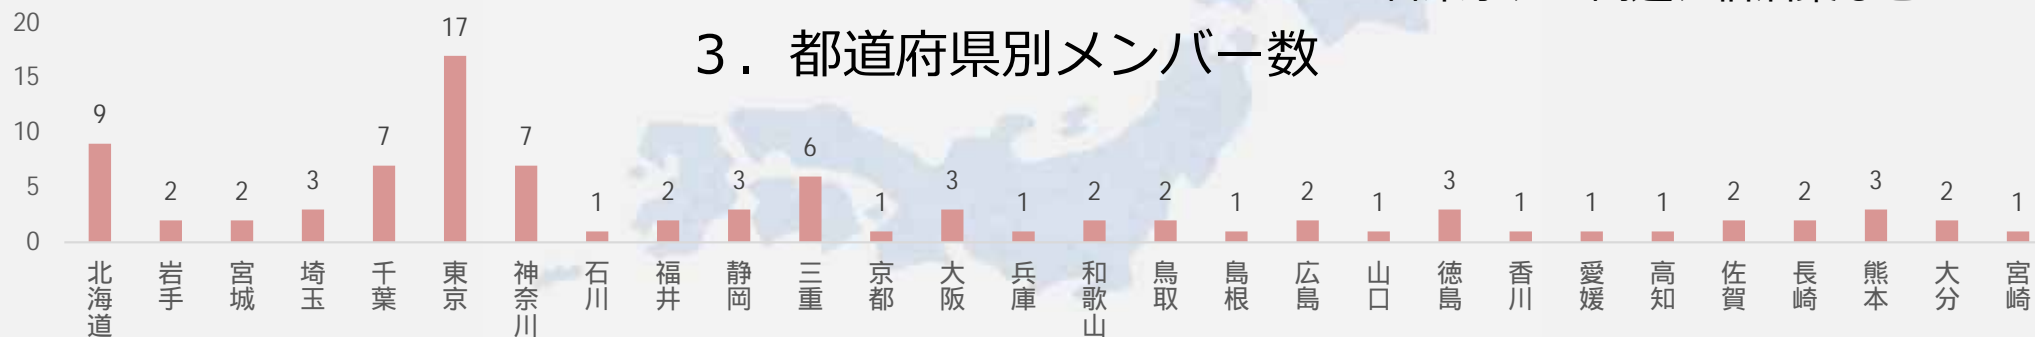 3．都道府県別メンバー数
20
15
10
5
0
9
2
2
3
7
17
7
1
2
3
6
1
3
1
2
2
1
2
1
3
1
1
1
2
2
3
2
1
北海道
岩手
宮城
埼玉
千葉
東京
神奈川
石川
福井
静岡
三重
京都
大阪
兵庫
和歌山
鳥取
島根
広島
山口
徳島
香川
愛媛
高知
佐賀
長崎
熊本
大分
宮崎